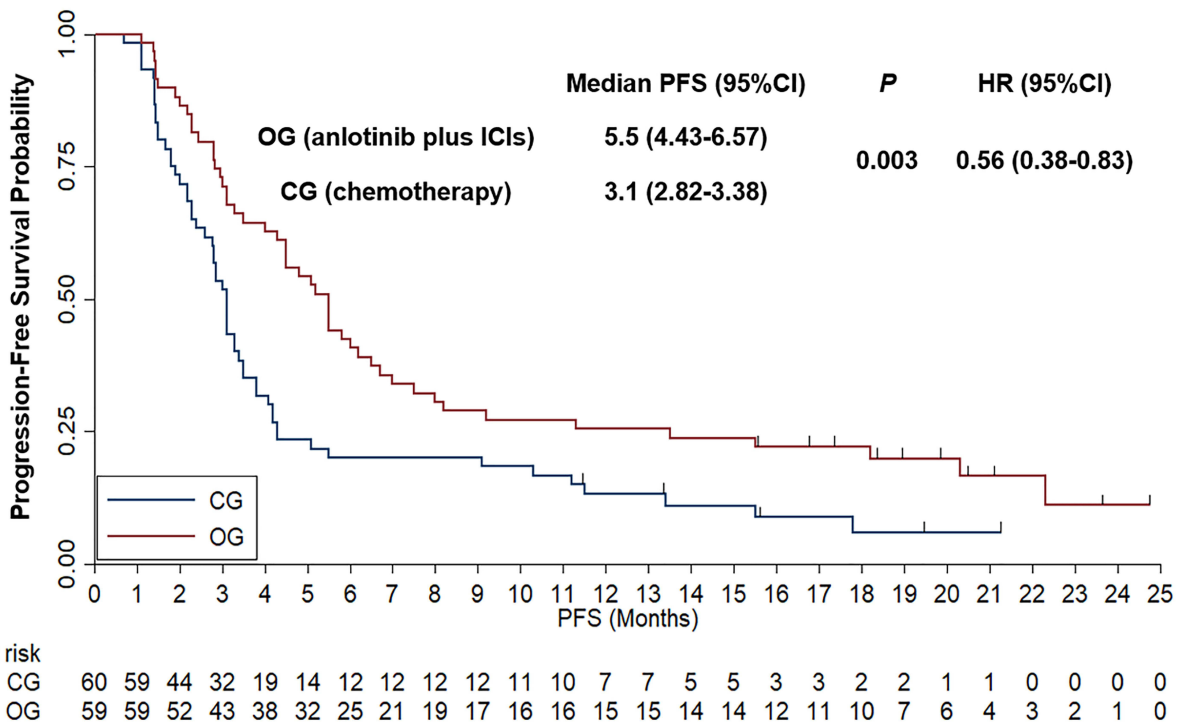 Progression-Free Survival Probability
1.00
0.75
0.50
0.25
0.00
Median PFS (95%CI) P HR (95%CI)
OG (anlotinib plus ICIs) 5.5 (4.43-6.57)
0.003 0.56 (0.38-0.83)
CG (chemotherapy) 3.1 (2.82-3.38)
CG
OG
0 1 2 3 4 5 6 7 8 9 10 11 12 13 14 15 16 17 18 19 20 21 22 23 24 25
PFS (Months)
risk
CG 60 59 44 32 19 14 12 12 12 12 11 10 7 7 5 5 3 3 2 2 1 1 0 0 0 0
OG 59 59 52 43 38 32 25 21 19 17 16 16 15 15 14 14 12 11 10 7 6 4 3 2 1 0